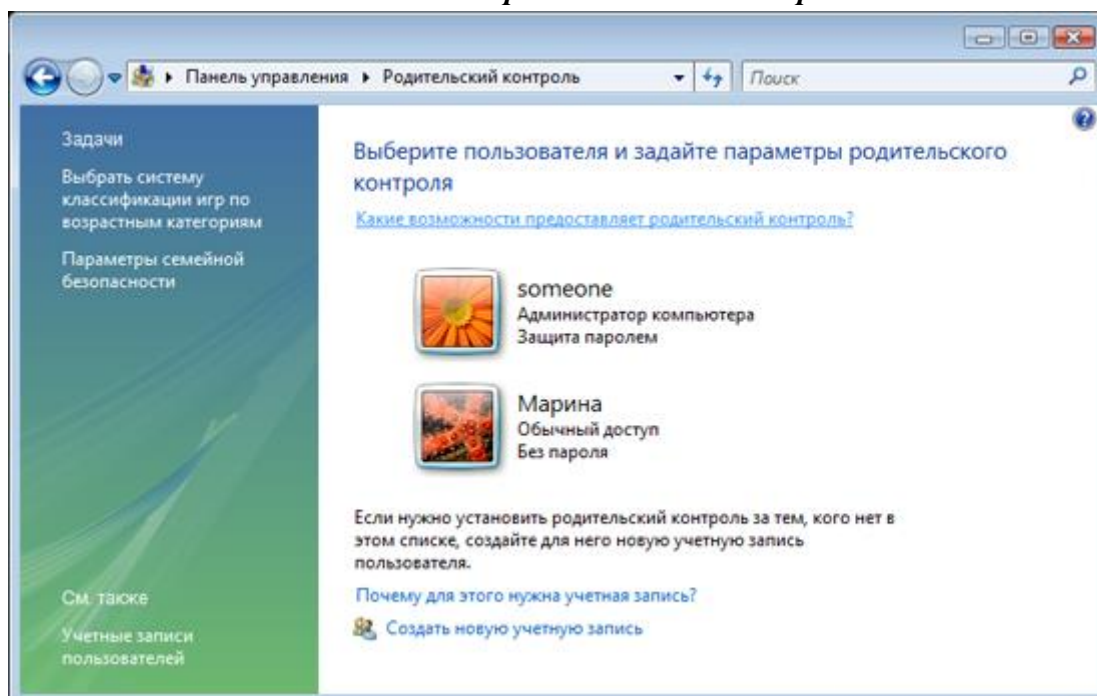 Панель управления ▸ Родительский контроль
Поиск
Задачи
Выбрать систему
классификации игр по
возрастным категориям
Параметры семейной
безопасности
Выберите пользователя и задайте параметры родительского
контроля
Какие возможности предоставляет родительский контроль?
someone
Администратор компьютера
Защита паролем
Марина
Обычный доступ
Без пароля
Если нужно установить родительский контроль за тем, кого нет в
этом списке, создайте для него новую учетную запись
пользователя.
Почему для этого нужна учетная запись?
Создать новую учетную запись
См. также
Учетные записи
пользователей